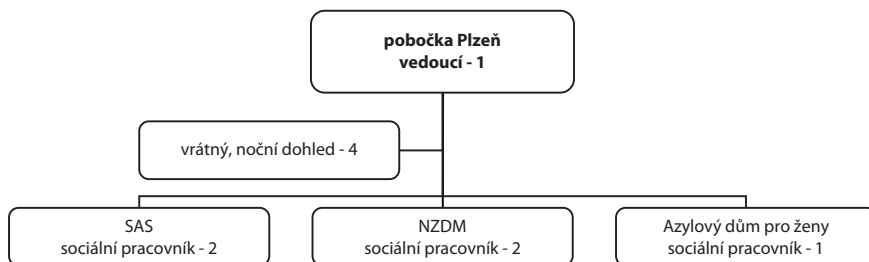 pobočka Plzeň
vedoucí - 1
vrátný, noční dohled - 4
SAS
sociální pracovník - 2
NZDM
sociální pracovník - 2
Azylový dům pro ženy
sociální pracovník - 1